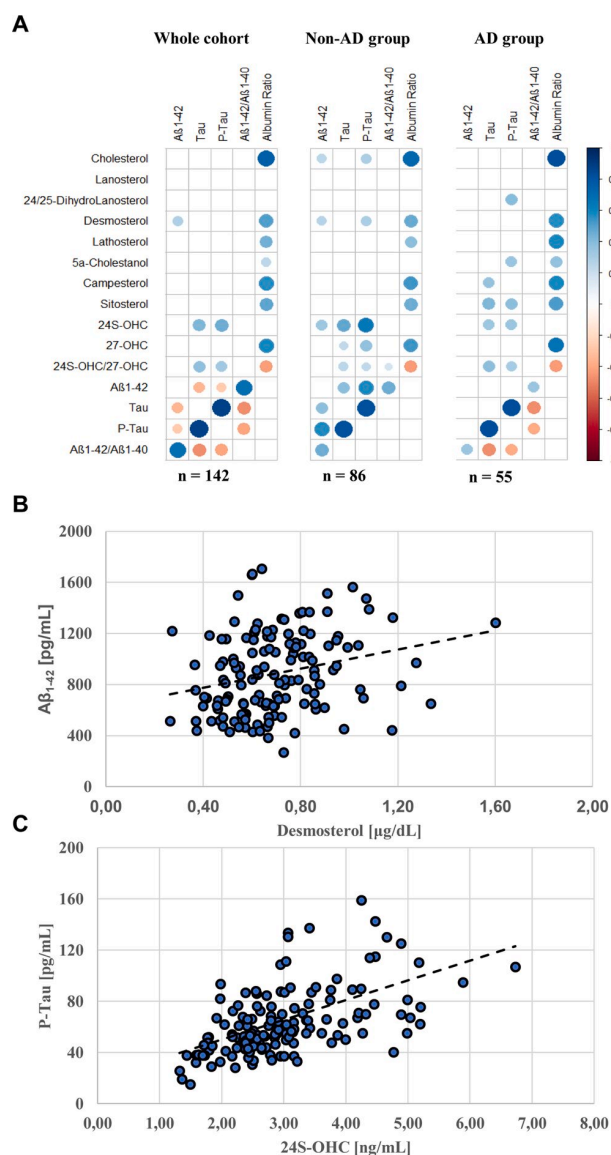 A
Whole cohort Non-AD group AD group
Aß1-42 Tau P-Tau Aß1-42/Aß1-40 Albumin Ratio Aß1-42 Tau P-Tau Aß1-42/Aß1-40 Albumin Ratio Aß1-42 Tau P-Tau Aß1-42/Aß1-40 Albumin Ratio
Cholesterol
Lanosterol
24/25-DihydroLanosterol
Desmosterol
Lathosterol
5a-Cholestanol
Campesterol
Sitosterol
24S-OHC
27-OHC
24S-OHC/27-OHC
Aß1-42
Tau
P-Tau
Aß1-42/Aß1-40
n = 142 n = 86 n = 55
B
2000
1600
1200
800
400
0
Aβ1-42 [pg/mL]
0,00 0,40 0,80 1,20 1,60 2,00
Desmosterol [µg/dL]
C
200
160
120
80
40
0
P-Tau [pg/mL]
0,00 1,00 2,00 3,00 4,00 5,00 6,00 7,00 8,00
24S-OHC [ng/mL]